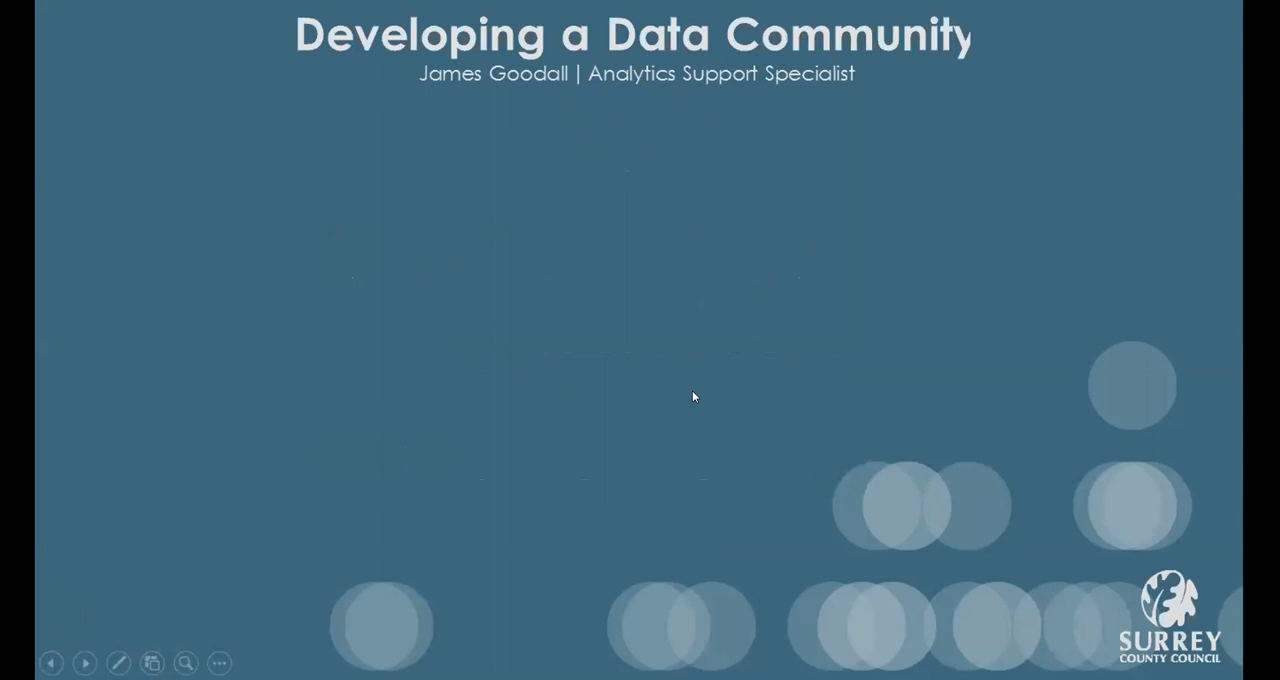 Developing a Data Community
James Goodall | Analytics Support Specialist
SURREY
COUNTY COUNCIL